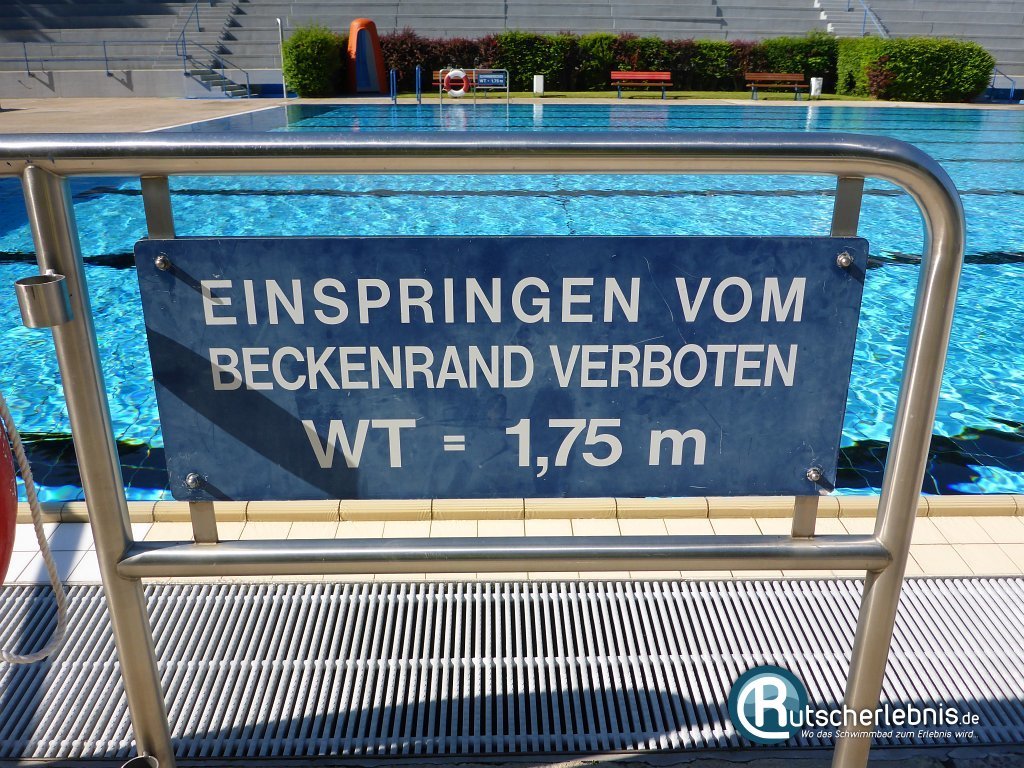 EINSPRINGEN VOM
BECKENRAND VERBOTEN
WT = 1,75 m
Rutscherlebnis.de
Wo das Schwimmbad zum Erlebnis wird..